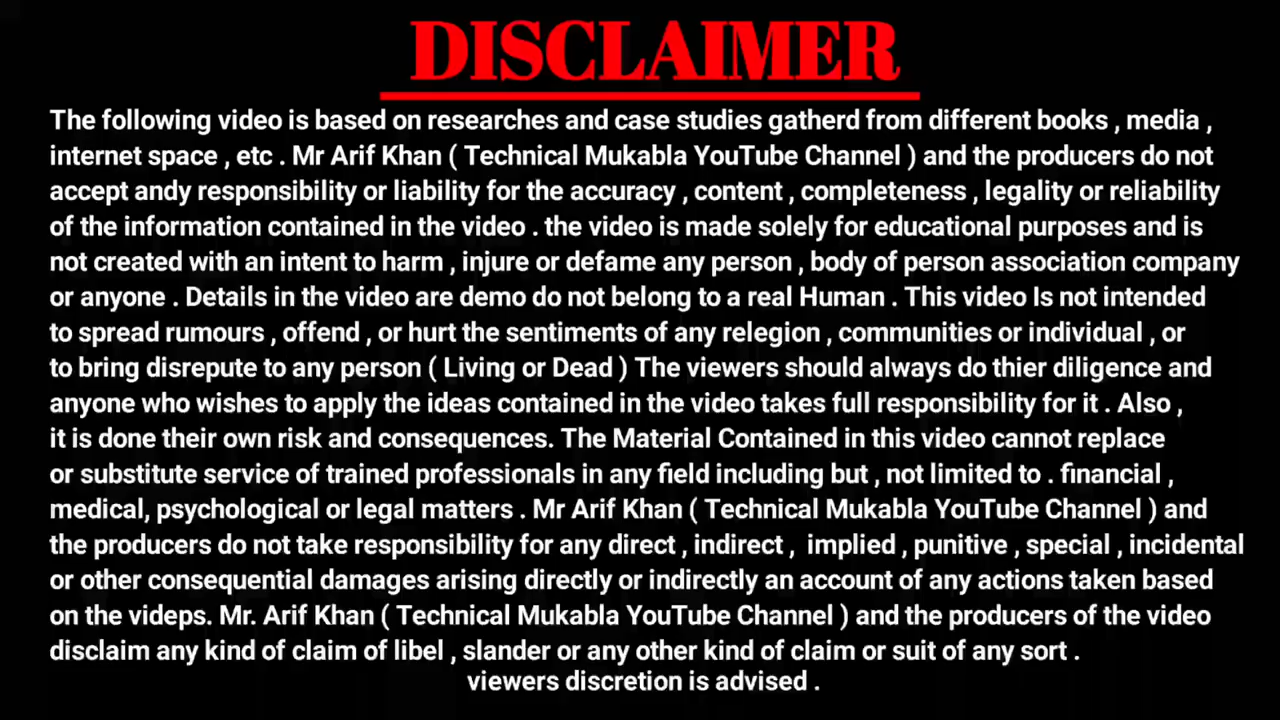 DISCLAIMER
The following video is based on researches and case studies gatherd from different books , media ,
internet space , etc . Mr Arif Khan ( Technical Mukabla YouTube Channel ) and the producers do not
accept andy responsibility or liability for the accuracy , content , completeness , legality or reliability
of the information contained in the video . the video is made solely for educational purposes and is
not created with an intent to harm , injure or defame any person , body of person association company
or anyone . Details in the video are demo do not belong to a real Human . This video Is not intended
to spread rumours , offend , or hurt the sentiments of any relegion , communities or individual , or
to bring disrepute to any person ( Living or Dead ) The viewers should always do thier diligence and
anyone who wishes to apply the ideas contained in the video takes full responsibility for it . Also ,
it is done their own risk and consequences. The Material Contained in this video cannot replace
or substitute service of trained professionals in any field including but , not limited to . financial ,
medical, psychological or legal matters . Mr Arif Khan ( Technical Mukabla YouTube Channel ) and
the producers do not take responsibility for any direct , indirect , implied , punitive , special , incidental
or other consequential damages arising directly or indirectly an account of any actions taken based
on the videps. Mr. Arif Khan ( Technical Mukabla YouTube Channel ) and the producers of the video
disclaim any kind of claim of libel , slander or any other kind of claim or suit of any sort .
viewers discretion is advised .